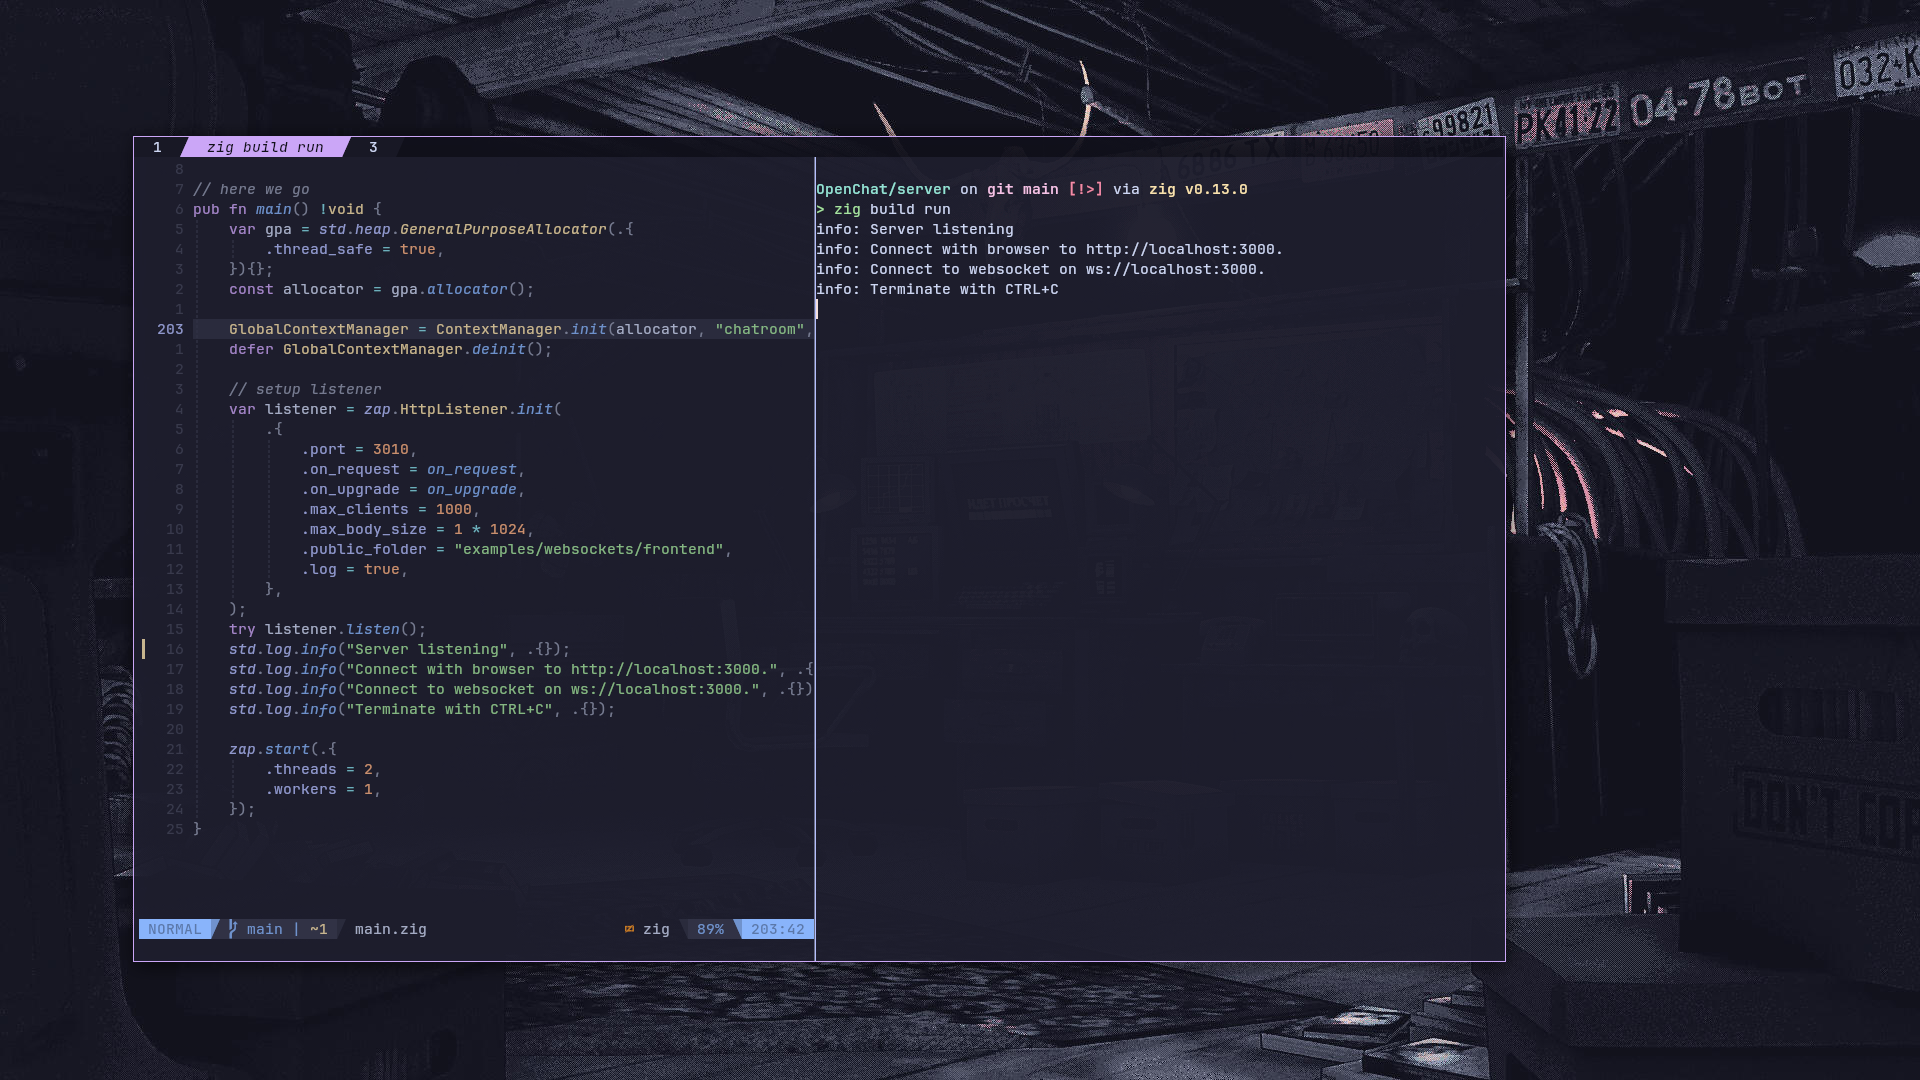 032·K
04-78BOT
PK41·22
99821
1 zig build run 3
8
7 // here we go
6 pub fn main() !void {
5 var gpa = std.heap.GeneralPurposeAllocator(.{
4 .thread_safe = true,
3 }){};
2 const allocator = gpa.allocator();
1
203 GlobalContextManager = ContextManager.init(allocator, "chatroom",
1 defer GlobalContextManager.deinit();
2
3 // setup listener
4 var listener = zap.HttpListener.init(
5 .{
6 .port = 3010,
7 .on_request = on_request,
8 .on_upgrade = on_upgrade,
9 .max_clients = 1000,
10 .max_body_size = 1 * 1024,
11 .public_folder = "examples/websockets/frontend",
12 .log = true,
13 },
14 );
15 try listener.listen();
16 std.log.info("Server listening", .{});
17 std.log.info("Connect with browser to http://localhost:3000.", .{
18 std.log.info("Connect to websocket on ws://localhost:3000.", .{})
19 std.log.info("Terminate with CTRL+C", .{});
20
21 zap.start(.{
22 .threads = 2,
23 .workers = 1,
24 });
25 }
NORMAL main | ~1 main.zig zig 89% 203:42
OpenChat/server on git main [!>] via zig v0.13.0
> zig build run
info: Server listening
info: Connect with browser to http://localhost:3000.
info: Connect to websocket on ws://localhost:3000.
info: Terminate with CTRL+C
DON'T COP